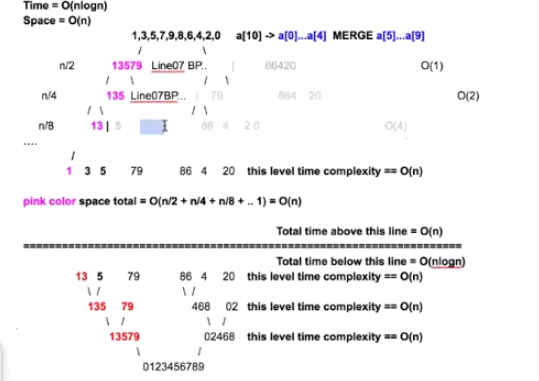 Time = O(nlogn)
Space = O(n)
1,3,5,7,9,8,6,4,2,0 a[10] -> a[0]...a[4] MERGE a[5]...a[9]
/ \
n/2 13579 Line07 BP.. | 86420 O(1)
/ \ / \
n/4 135 Line07BP... | 79 864 20 O(2)
/ \ / \
n/8 13 | 5 86 4 2 0 O(4)
....
/
1 3 5 79 86 4 20 this level time complexity == O(n)
pink color space total = O(n/2 + n/4 + n/8 + .. 1) = O(n)
Total time above this line = O(n)
==================================================================
Total time below this line = O(nlogn)
13 5 79 86 4 20 this level time complexity == O(n)
\ / \ /
135 79 468 02 this level time complexity == O(n)
\ / \ /
13579 02468 this level time complexity == O(n)
\ /
0123456789